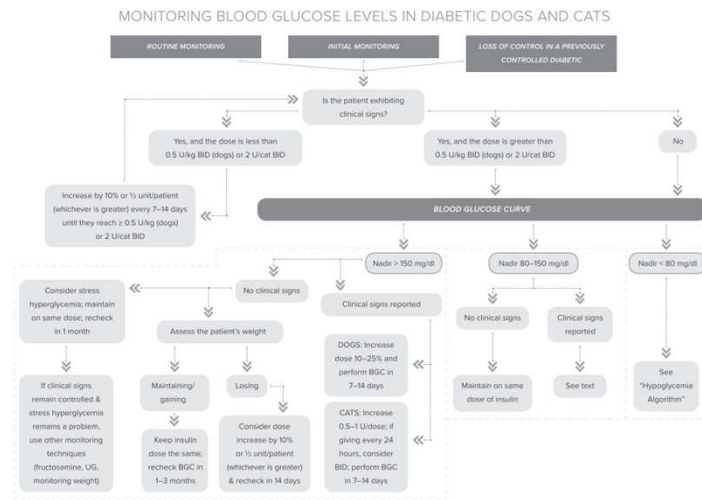 MONITORING BLOOD GLUCOSE LEVELS IN DIABETIC DOGS AND CATS
ROUTINE MONITORING
INITIAL MONITORING
LOSS OF CONTROL IN A PREVIOUSLY
CONTROLLED DIABETIC
Is the patient exhibiting
clinical signs?
Yes, and the dose is less than
0.5 U/kg BID (dogs) or 2 U/cat BID
Yes, and the dose is greater than
0.5 U/kg BID (dogs) or 2 U/cat BID
No
Increase by 10% or ½ unit/patient
(whichever is greater) every 7–14 days
until they reach ≥ 0.5 U/kg (dogs)
or 2 U/cat BID
BLOOD GLUCOSE CURVE
Nadir > 150 mg/dl
Nadir 80–150 mg/dl
Nadir < 80 mg/dl
Consider stress
hyperglycemia; maintain
on same dose; recheck
in 1 month
No clinical signs
Clinical signs reported
No clinical signs
Clinical signs
reported
Assess the patient's weight
DOGS: Increase
dose 10–25% and
perform BGC in
7–14 days
If clinical signs
remain controlled &
stress hyperglycemia
remains a problem,
use other monitoring
techniques
(fructosamine, UG,
monitoring weight)
Maintaining/
gaining
Losing
Maintain on same
dose of insulin
See text
See
"Hypoglycemia
Algorithm"
Keep insulin
dose the same;
recheck BGC in
1–3 months
Consider dose
increase by 10%
or ½ unit/patient
(whichever is greater)
& recheck in 14 days
CATS: Increase
0.5–1 U/dose; if
giving every 24
hours, consider
BID; perform BGC
in 7–14 days